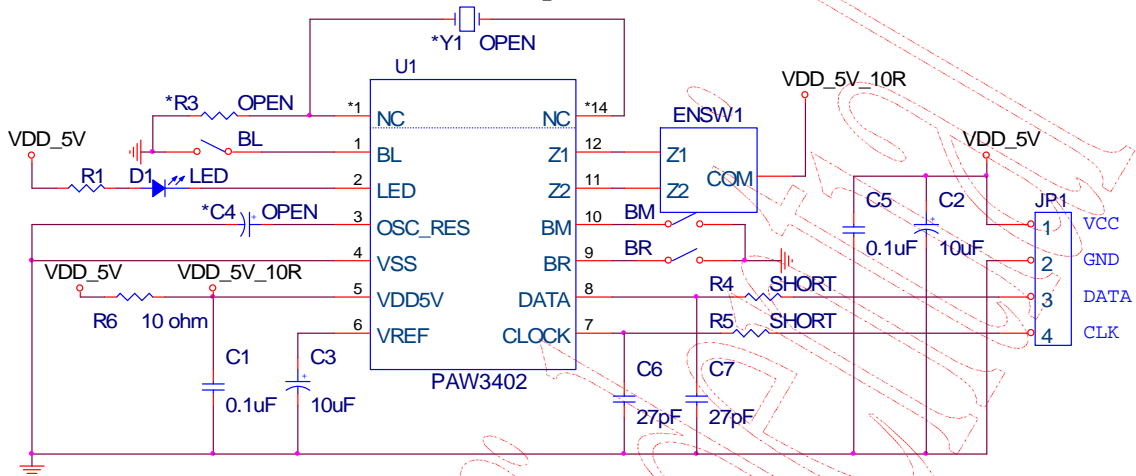 *Y1 OPEN
U1
VDD_5V_10R
*R3 OPEN
*1 NC
NC *14
ENSW1
VDD_5V
BL
1 BL
Z1 12
Z1
VDD_5V
R1
D1
LED
2 LED
Z2 11
Z2
COM
*C4 OPEN
3 OSC_RES
BM 10
BM
C5
C2
JP1
0.1uF
10uF
1 VCC
4 VSS
BR 9
BR
2 GND
VDD_5V
VDD_5V_10R
5 VDD5V
DATA 8
R4 SHORT
3 DATA
R6 10 ohm
6 VREF
CLOCK 7
R5 SHORT
4 CLK
C1
C3
PAW3402
C6
C7
0.1uF
10uF
27pF
27pF